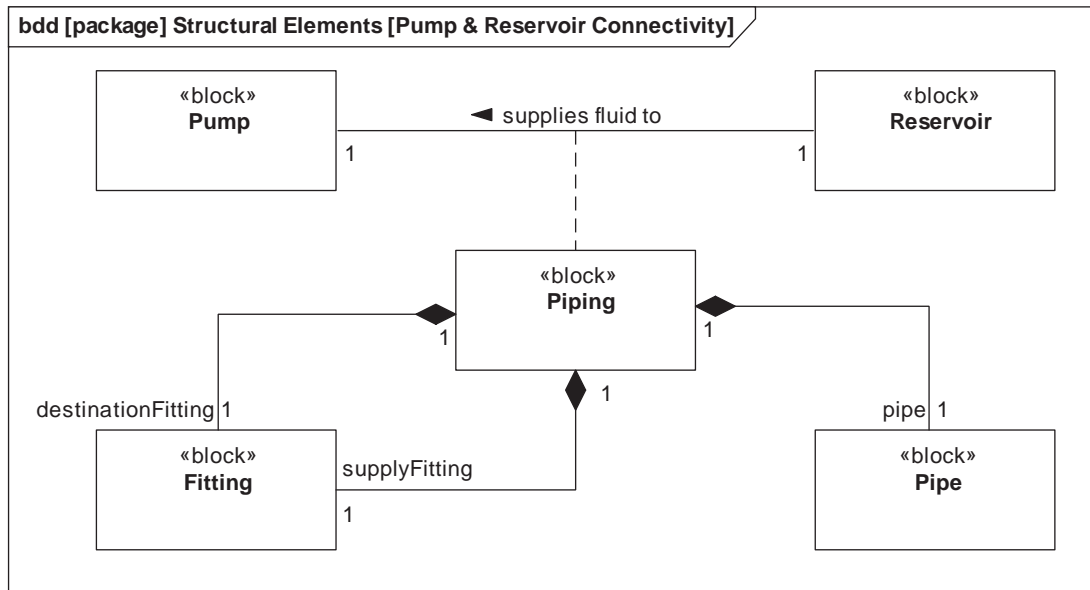 bdd [package] Structural Elements [Pump & Reservoir Connectivity]
«block»
Pump
◄ supplies fluid to
1
1
«block»
Reservoir
«block»
Piping
1
1
1
destinationFitting 1
«block»
Fitting
supplyFitting
1
pipe 1
«block»
Pipe